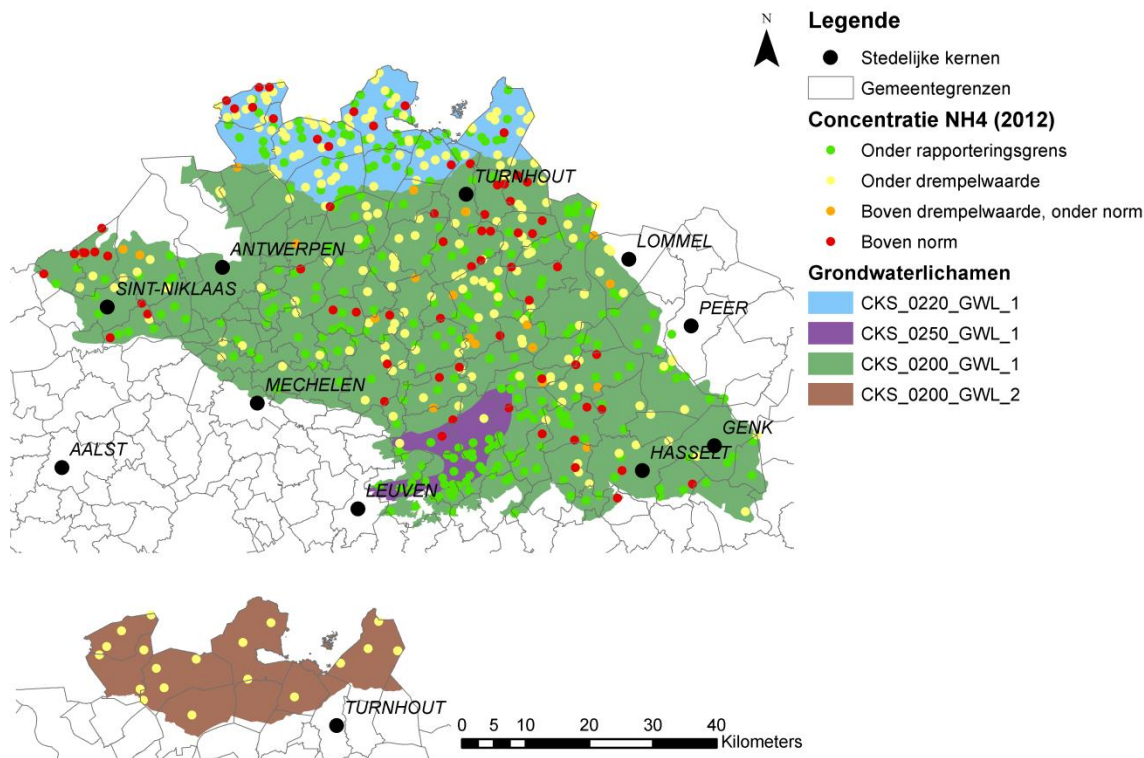 N
Legende
Stedelijke kernen
Gemeentegrenzen
Concentratie NH4 (2012)
Onder rapporteringsgrens
Onder drempelwaarde
Boven drempelwaarde, onder norm
Boven norm
Grondwaterlichamen
CKS_0220_GWL_1
CKS_0250_GWL_1
CKS_0200_GWL_1
CKS_0200_GWL_2
TURNHOUT
ANTWERPEN
LOMMEL
SINT-NIKLAAS
PEER
MECHELEN
GENK
AALST
HASSELT
LEUVEN
TURNHOUT
0 5 10 20 30 40
Kilometers